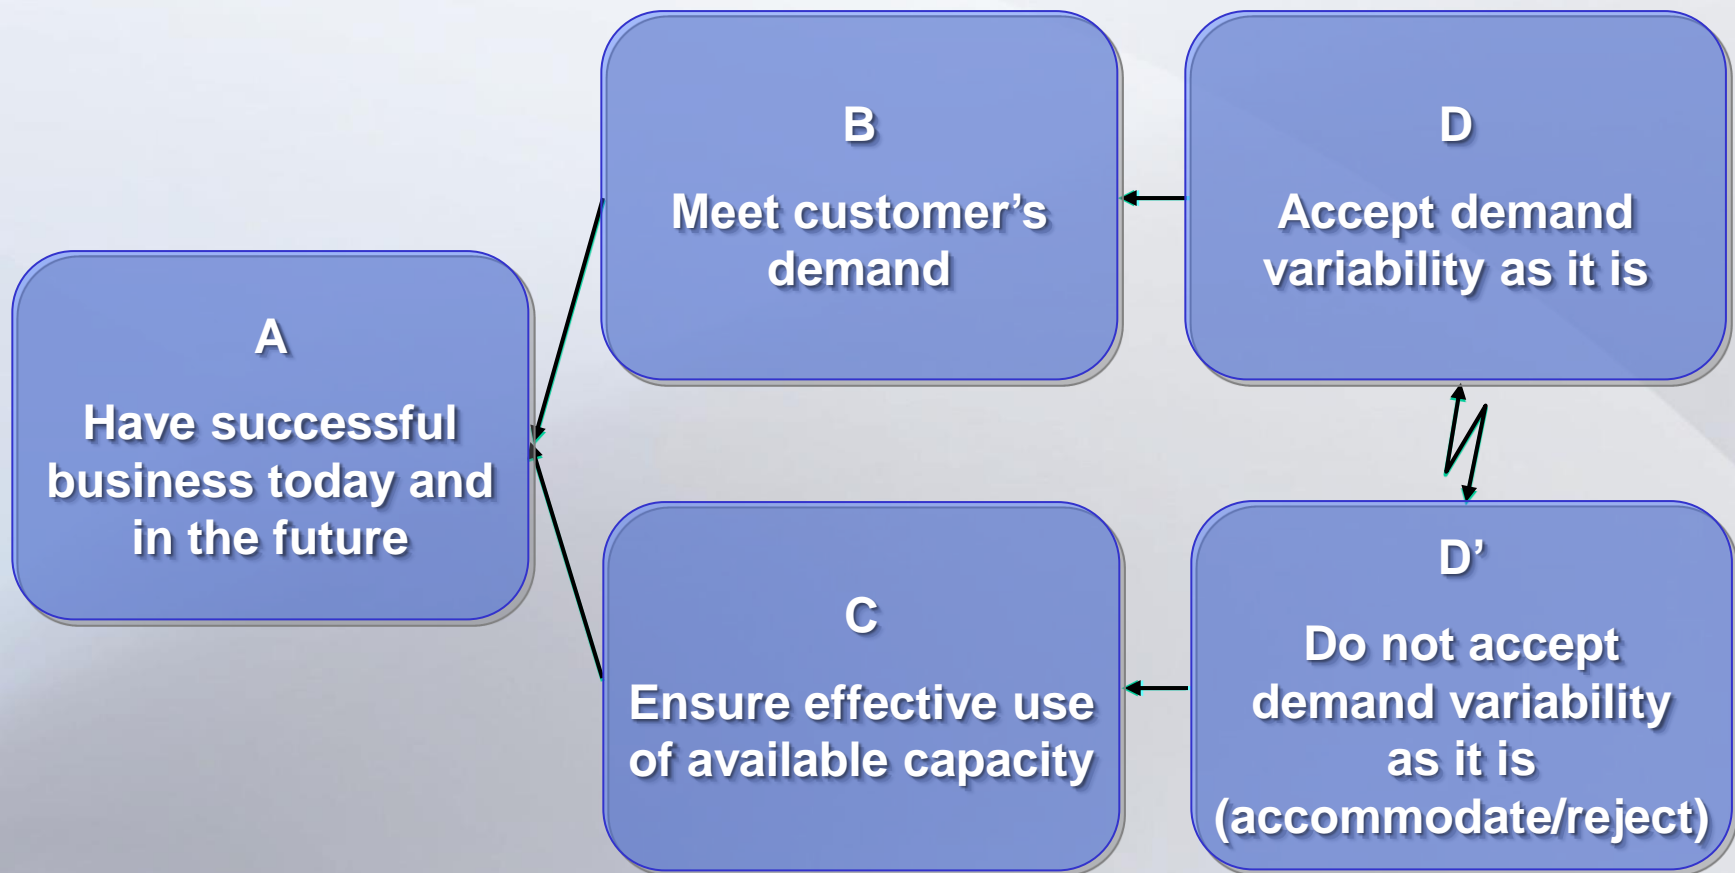 A
Have successful
business today and
in the future
B
Meet customer’s
demand
C
Ensure effective use
of available capacity
D
Accept demand
variability as it is
D’
Do not accept
demand variability
as it is
(accommodate/reject)